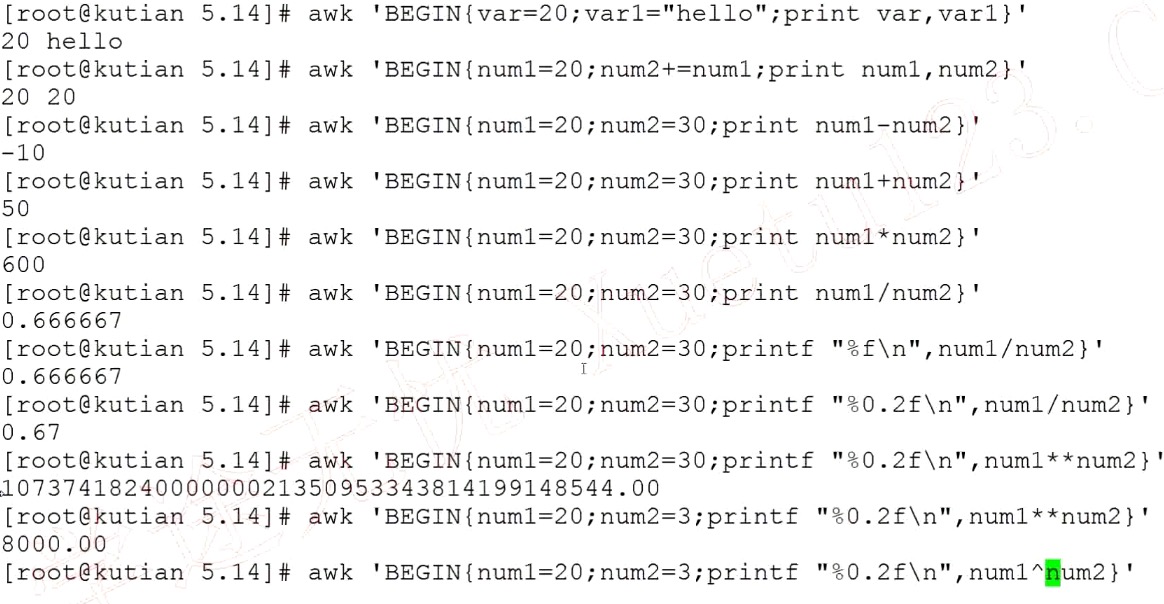 [root@kutian 5.14]# awk 'BEGIN{var=20;var1="hello";print var,var1}'
20 hello
[root@kutian 5.14]# awk 'BEGIN{num1=20;num2+=num1;print num1,num2}'
20 20
[root@kutian 5.14]# awk 'BEGIN{num1=20;num2=30;print num1-num2}'
-10
[root@kutian 5.14]# awk 'BEGIN{num1=20;num2=30;print num1+num2}'
50
[root@kutian 5.14]# awk 'BEGIN{num1=20;num2=30;print num1*num2}'
600
[root@kutian 5.14]# awk 'BEGIN{num1=20;num2=30;print num1/num2}'
0.666667
[root@kutian 5.14]# awk 'BEGIN{num1=20;num2=30;printf "%f\n",num1/num2}'
0.666667
[root@kutian 5.14]# awk 'BEGIN{num1=20;num2=30;printf "%0.2f\n",num1/num2}'
0.67
[root@kutian 5.14]# awk 'BEGIN{num1=20;num2=30;printf "%0.2f\n",num1**num2}'
1073741824000000021350953343814199148544.00
[root@kutian 5.14]# awk 'BEGIN{num1=20;num2=3;printf "%0.2f\n",num1**num2}'
8000.00
[root@kutian 5.14]# awk 'BEGIN{num1=20;num2=3;printf "%0.2f\n",num1^num2}'
Xuetu123.C